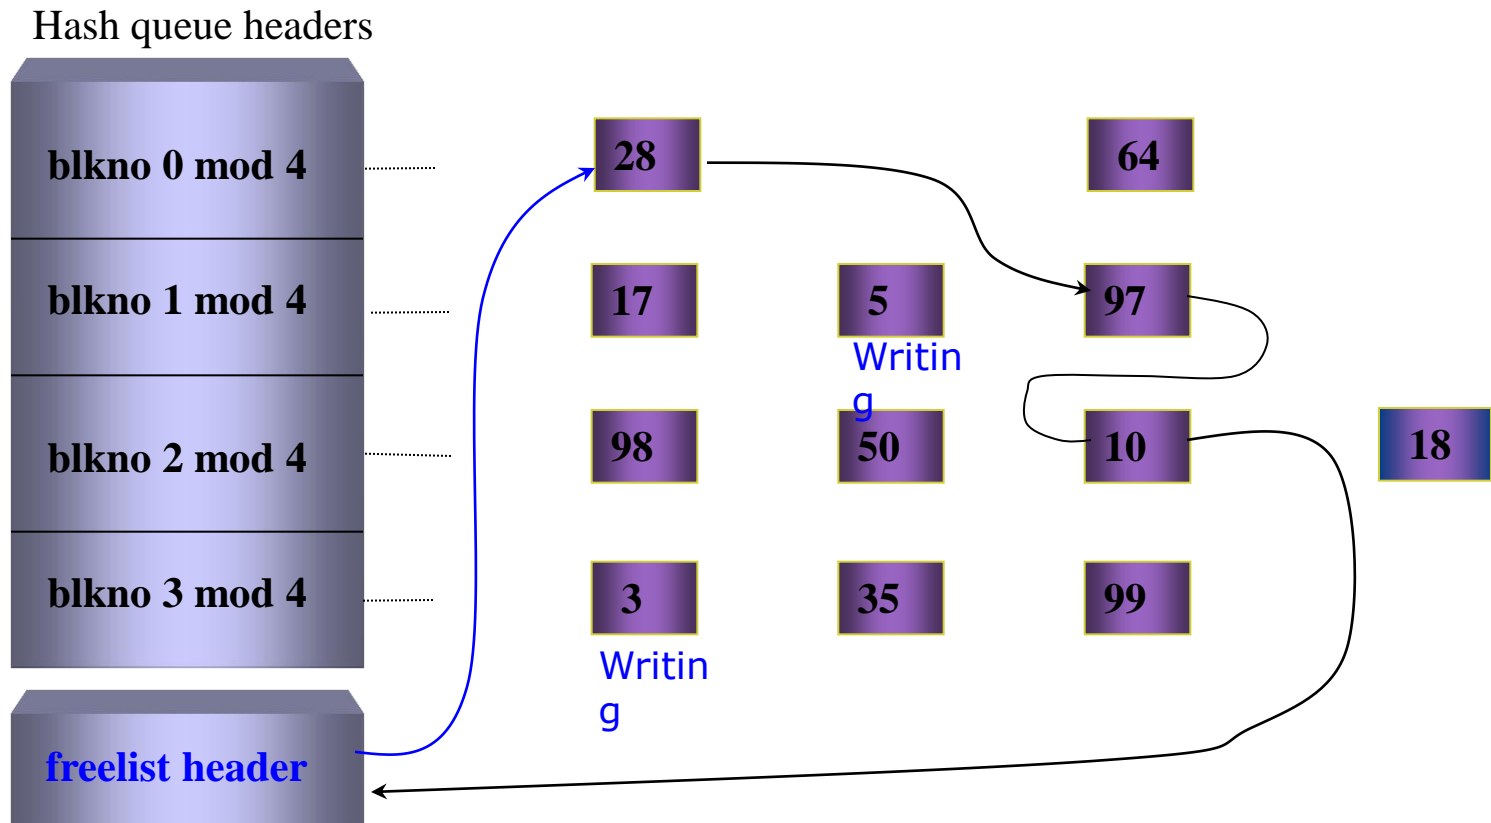 Hash queue headers
blkno 0 mod 4
28
64
blkno 1 mod 4
17
5
97
Writin
g
blkno 2 mod 4
98
50
10
18
blkno 3 mod 4
3
35
99
Writin
g
freelist header